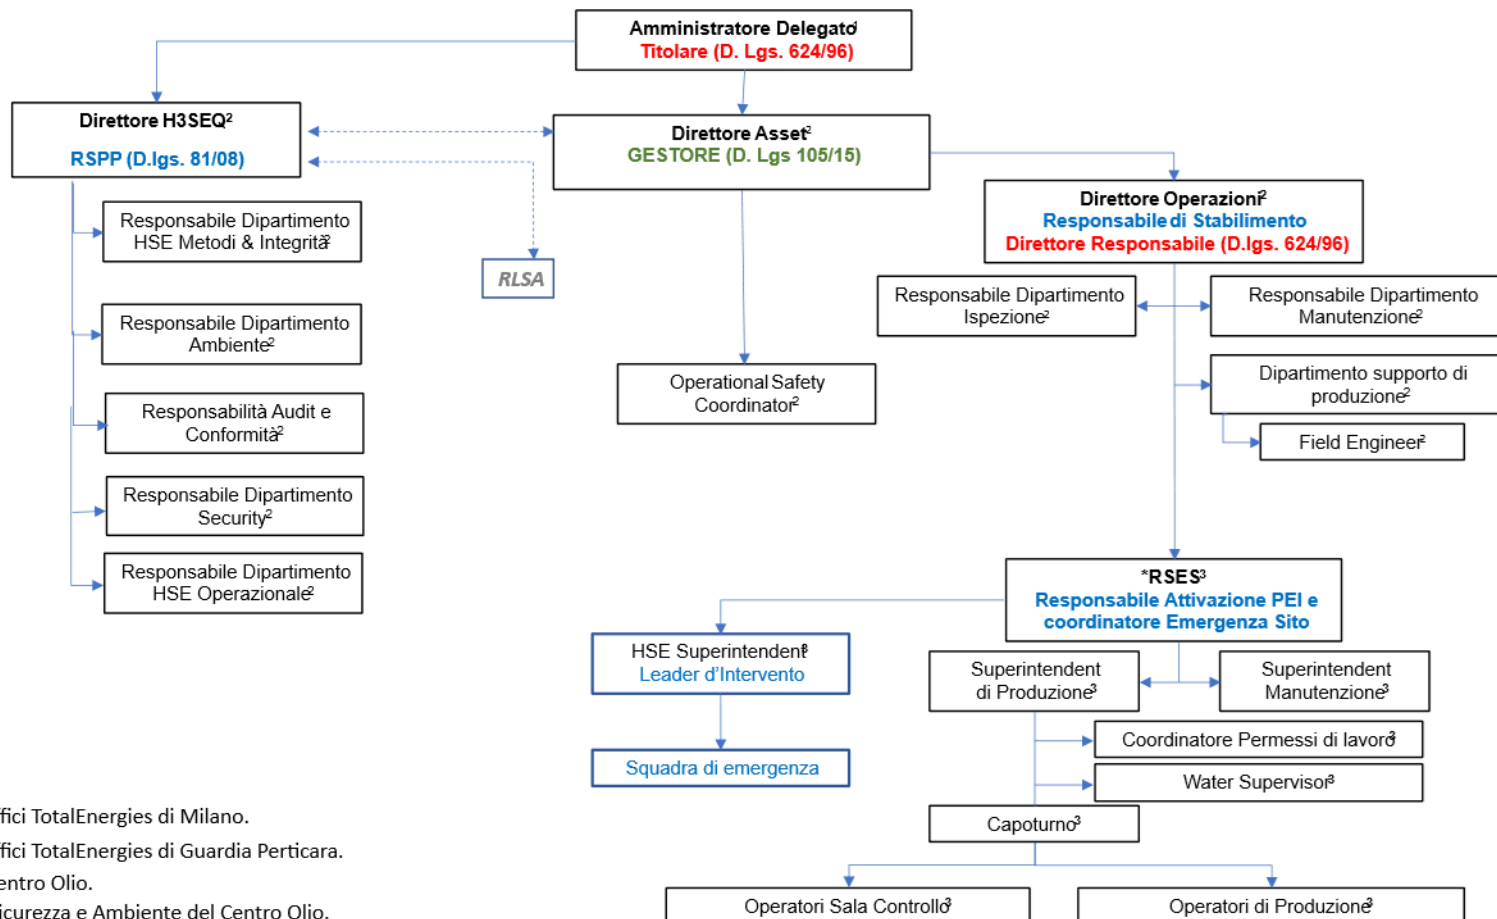 Amministratore Delegato¹
Titolare (D. Lgs. 624/96)
Direttore H3SEQ²
RSPP (D.lgs. 81/08)
Direttore Asset²
GESTORE (D. Lgs 105/15)
Direttore Operazioni²
Responsabile di Stabilimento
Direttore Responsabile (D.lgs. 624/96)
Responsabile Dipartimento
HSE Metodi & Integrità²
RLSA
Responsabile Dipartimento
Ispezione²
Responsabile Dipartimento
Manutenzione²
Responsabile Dipartimento
Ambiente²
Operational Safety
Coordinator²
Dipartimento supporto di
produzione²
Responsabilità Audit e
Conformità²
Field Engineer²
Responsabile Dipartimento
Security²
Responsabile Dipartimento
HSE Operazionale²
*RSES³
Responsabile Attivazione PEI e
coordinatore Emergenza Sito
HSE Superintendent³
Leader d'Intervento
Superintendent
di Produzione³
Superintendent
Manutenzione³
Coordinatore Permessi di lavoro³
Squadra di emergenza
Water Supervisor³
Capoturno³
ffici TotalEnergies di Milano.
ffici TotalEnergies di Guardia Perticara.
entro Olio.
icurezza e Ambiente del Centro Olio.
Operatori Sala Controllo³
Operatori di Produzione³